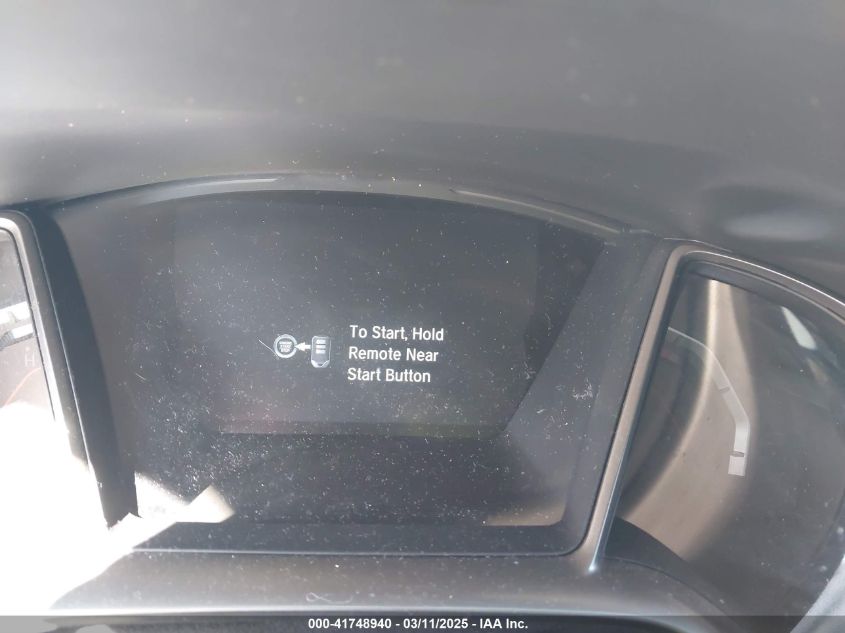 To Start, Hold
Remote Near
Start Button
H
000-41748940 - 03/11/2025 - IAA Inc.